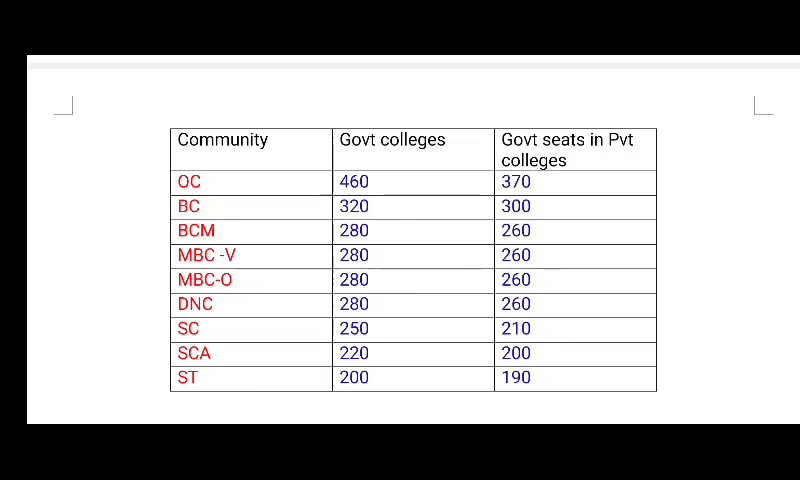 Community Govt colleges Govt seats in Pvt
colleges
OC 460 370
BC 320 300
BCM 280 260
MBC -V 280 260
MBC-O 280 260
DNC 280 260
SC 250 210
SCA 220 200
ST 200 190